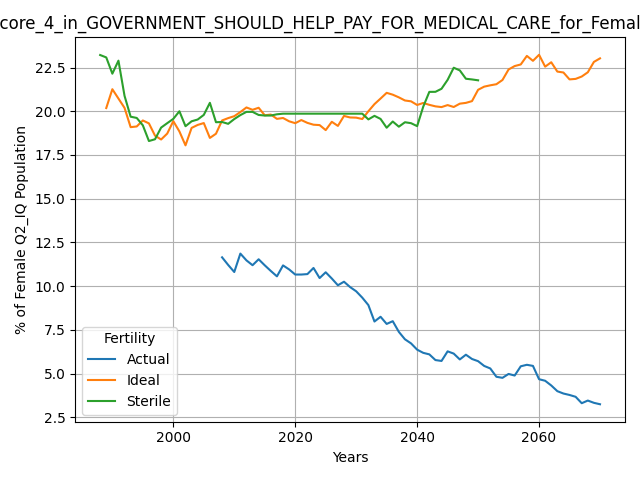 core_4_in_GOVERNMENT_SHOULD_HELP_PAY_FOR_MEDICAL_CARE_for_Femal
% of Female Q2_IQ Population
22.5
20.0
17.5
15.0
12.5
10.0
7.5
5.0
2.5
Fertility
Actual
Ideal
Sterile
2000 2020 2040 2060
Years